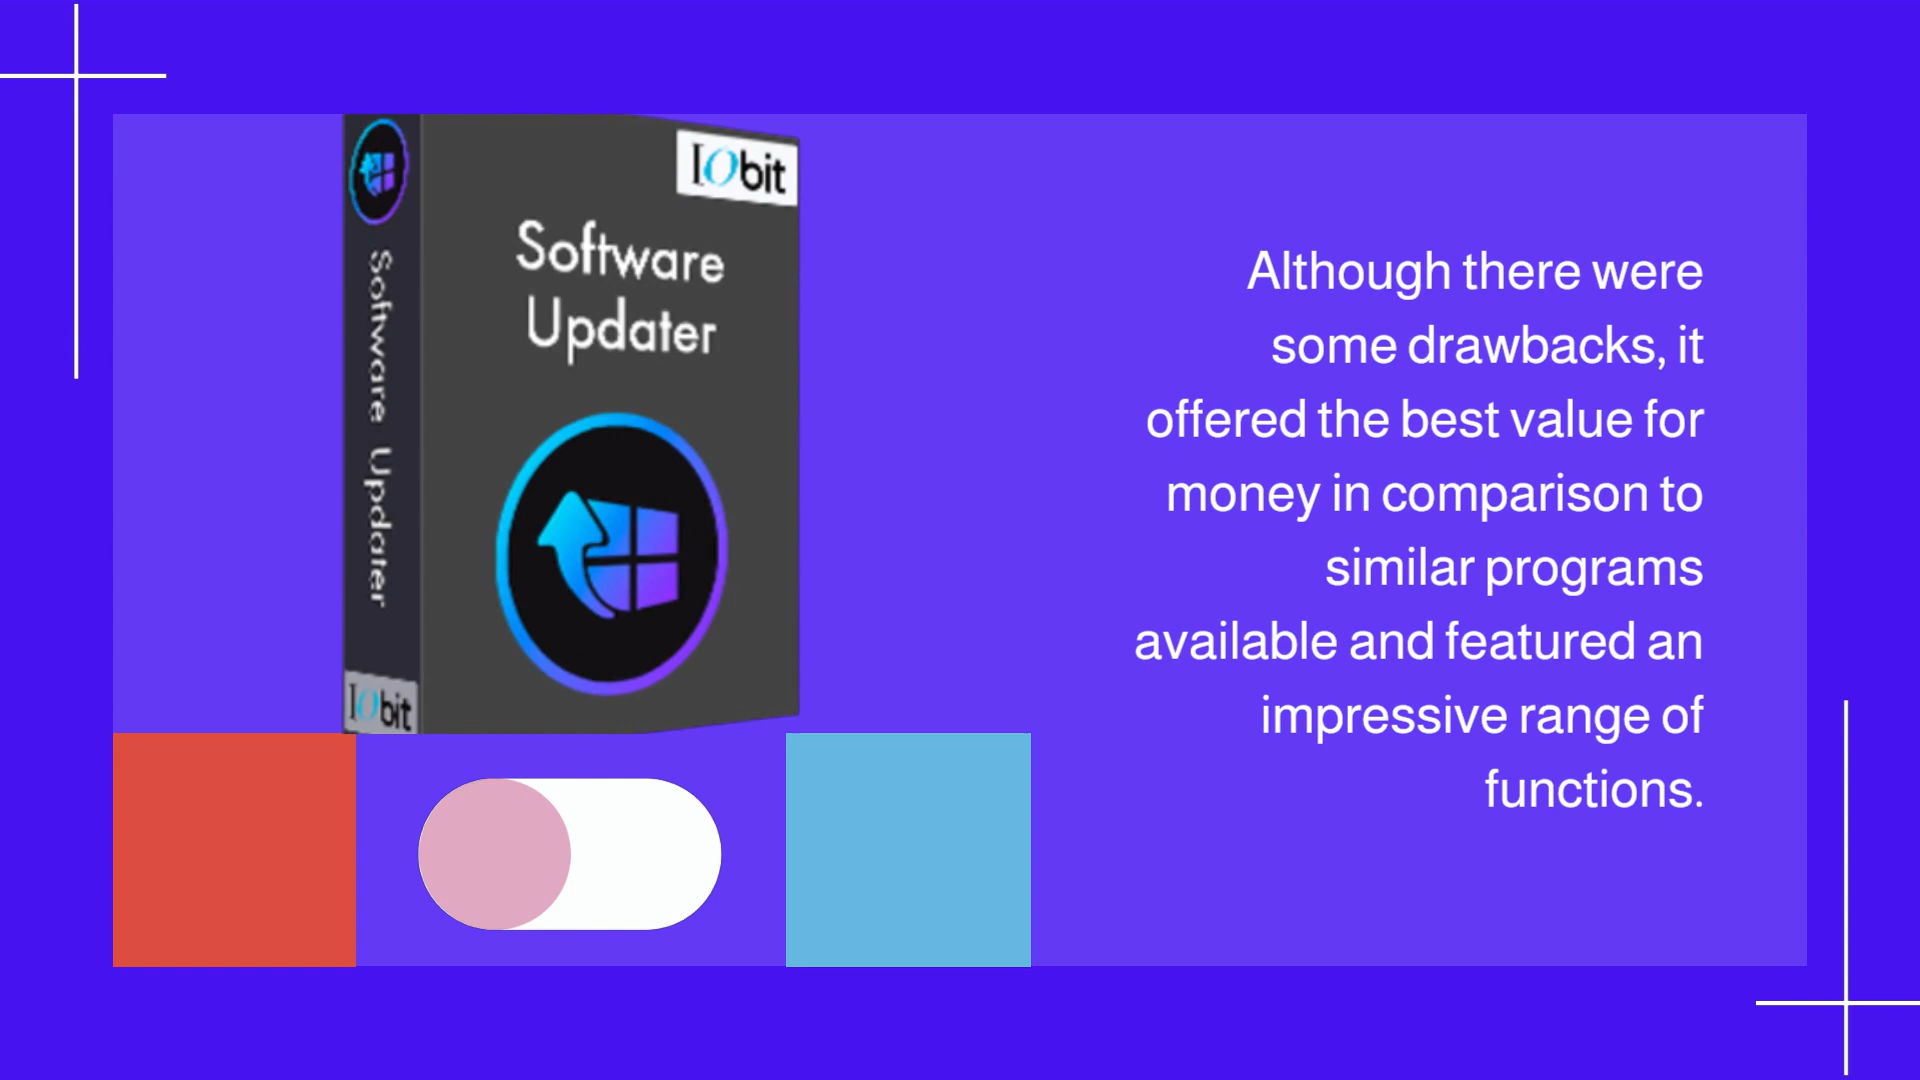 IObit
Software
Updater
Software Updater
IObit
Although there were
some drawbacks, it
offered the best value for
money in comparison to
similar programs
available and featured an
impressive range of
functions.